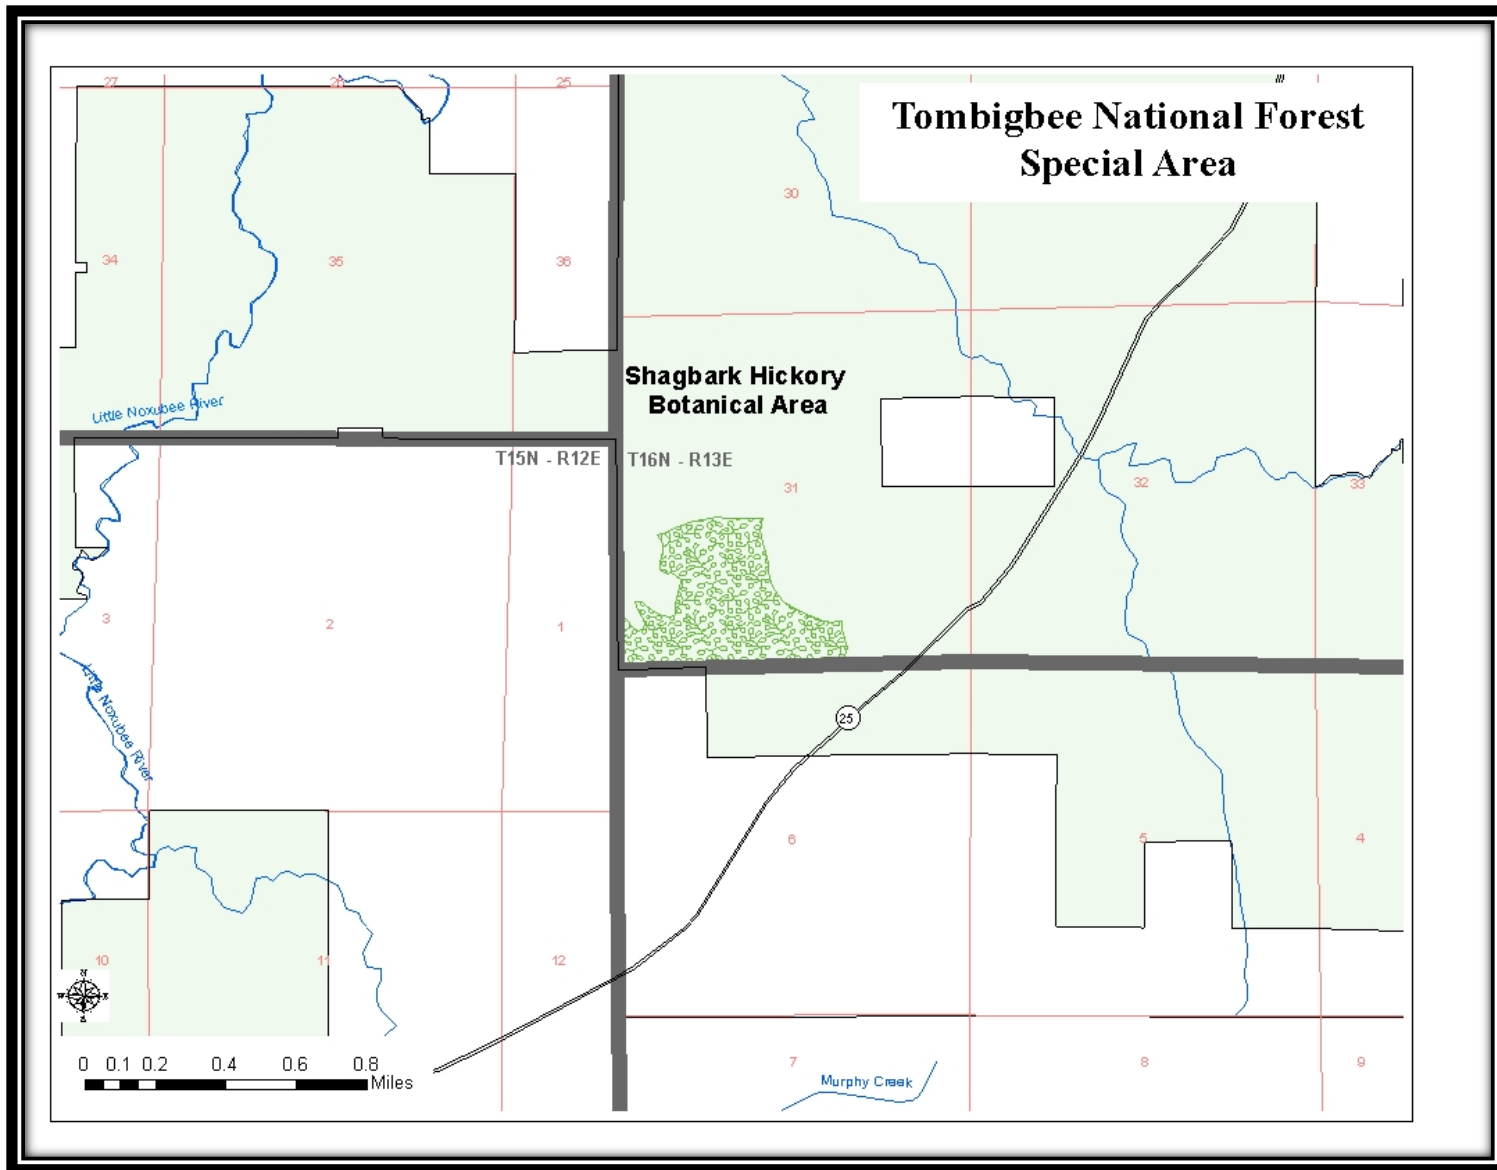 Tombigbee National Forest
Special Area
27
26
25
30
34
35
36
Shagbark Hickory
Botanical Area
Little Noxubee River
T15N - R12E
T16N - R13E
31
32
33
3
2
1
Little Noxubee River
25
6
5
4
10
11
12
N
W
E
S
0 0.1 0.2 0.4 0.6 0.8
Miles
7
8
9
Murphy Creek